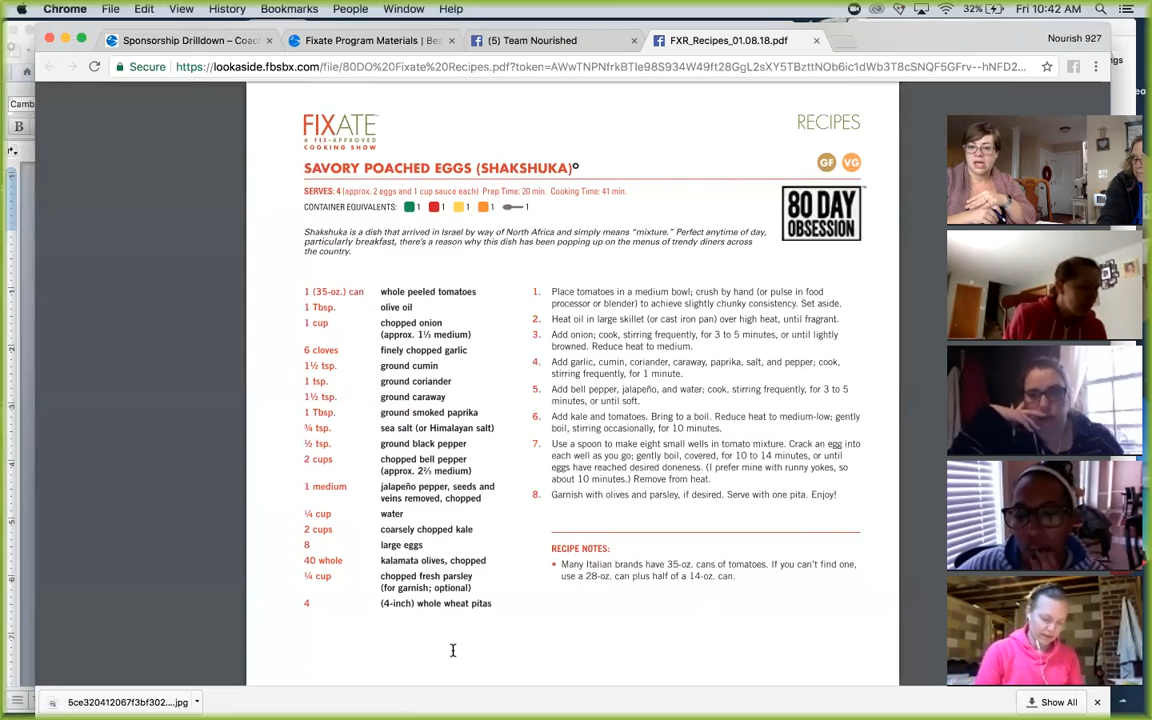 Chrome File Edit View History Bookmarks People Window Help 32% Fri 10:42 AM
Sponsorship Drilldown – Coach
Fixate Program Materials | Bea
(5) Team Nourished
FXR_Recipes_01.08.18.pdf
Nourish 927
Secure
FIXATE
A FIX-APPROVED
COOKING SHOW
RECIPES
SAVORY POACHED EGGS (SHAKSHUKA)
GF VG
SERVES: 4 (approx. 2 eggs and 1 cup sauce each) Prep Time: 20 min. Cooking Time: 41 min.
CONTAINER EQUIVALENTS: 1 1 1 1 1
80 DAY
OBSESSION
Shakshuka is a dish that arrived in Israel by way of North Africa and simply means “mixture.” Perfect anytime of day,
particularly breakfast, there's a reason why this dish has been popping up on the menus of trendy diners across
the country.
1 (35-oz.) can whole peeled tomatoes
1 Tbsp. olive oil
1 cup chopped onion
(approx. 1⅓ medium)
6 cloves finely chopped garlic
1½ tsp. ground cumin
1 tsp. ground coriander
1½ tsp. ground caraway
1 Tbsp. ground smoked paprika
¾ tsp. sea salt (or Himalayan salt)
½ tsp. ground black pepper
2 cups chopped bell pepper
(approx. 2⅔ medium)
1 medium jalapeño pepper, seeds and
veins removed, chopped
¼ cup water
2 cups coarsely chopped kale
8 large eggs
40 whole kalamata olives, chopped
¼ cup chopped fresh parsley
(for garnish; optional)
4 (4-inch) whole wheat pitas
1. Place tomatoes in a medium bowl; crush by hand (or pulse in food
processor or blender) to achieve slightly chunky consistency. Set aside.
2. Heat oil in large skillet (or cast iron pan) over high heat, until fragrant.
3. Add onion; cook, stirring frequently, for 3 to 5 minutes, or until lightly
browned. Reduce heat to medium.
4. Add garlic, cumin, coriander, caraway, paprika, salt, and pepper; cook,
stirring frequently, for 1 minute.
5. Add bell pepper, jalapeño, and water; cook, stirring frequently, for 3 to 5
minutes, or until soft.
6. Add kale and tomatoes. Bring to a boil. Reduce heat to medium-low; gently
boil, stirring occasionally, for 10 minutes.
7. Use a spoon to make eight small wells in tomato mixture. Crack an egg into
each well as you go; gently boil, covered, for 10 to 14 minutes, or until
eggs have reached desired doneness. (I prefer mine with runny yokes, so
about 10 minutes.) Remove from heat.
8. Garnish with olives and parsley, if desired. Serve with one pita. Enjoy!
RECIPE NOTES:
• Many Italian brands have 35-oz. cans of tomatoes. If you can't find one,
use a 28-oz. can plus half of a 14-oz. can.
5ce320412067f3bf302....jpg
Show All
Camb
B